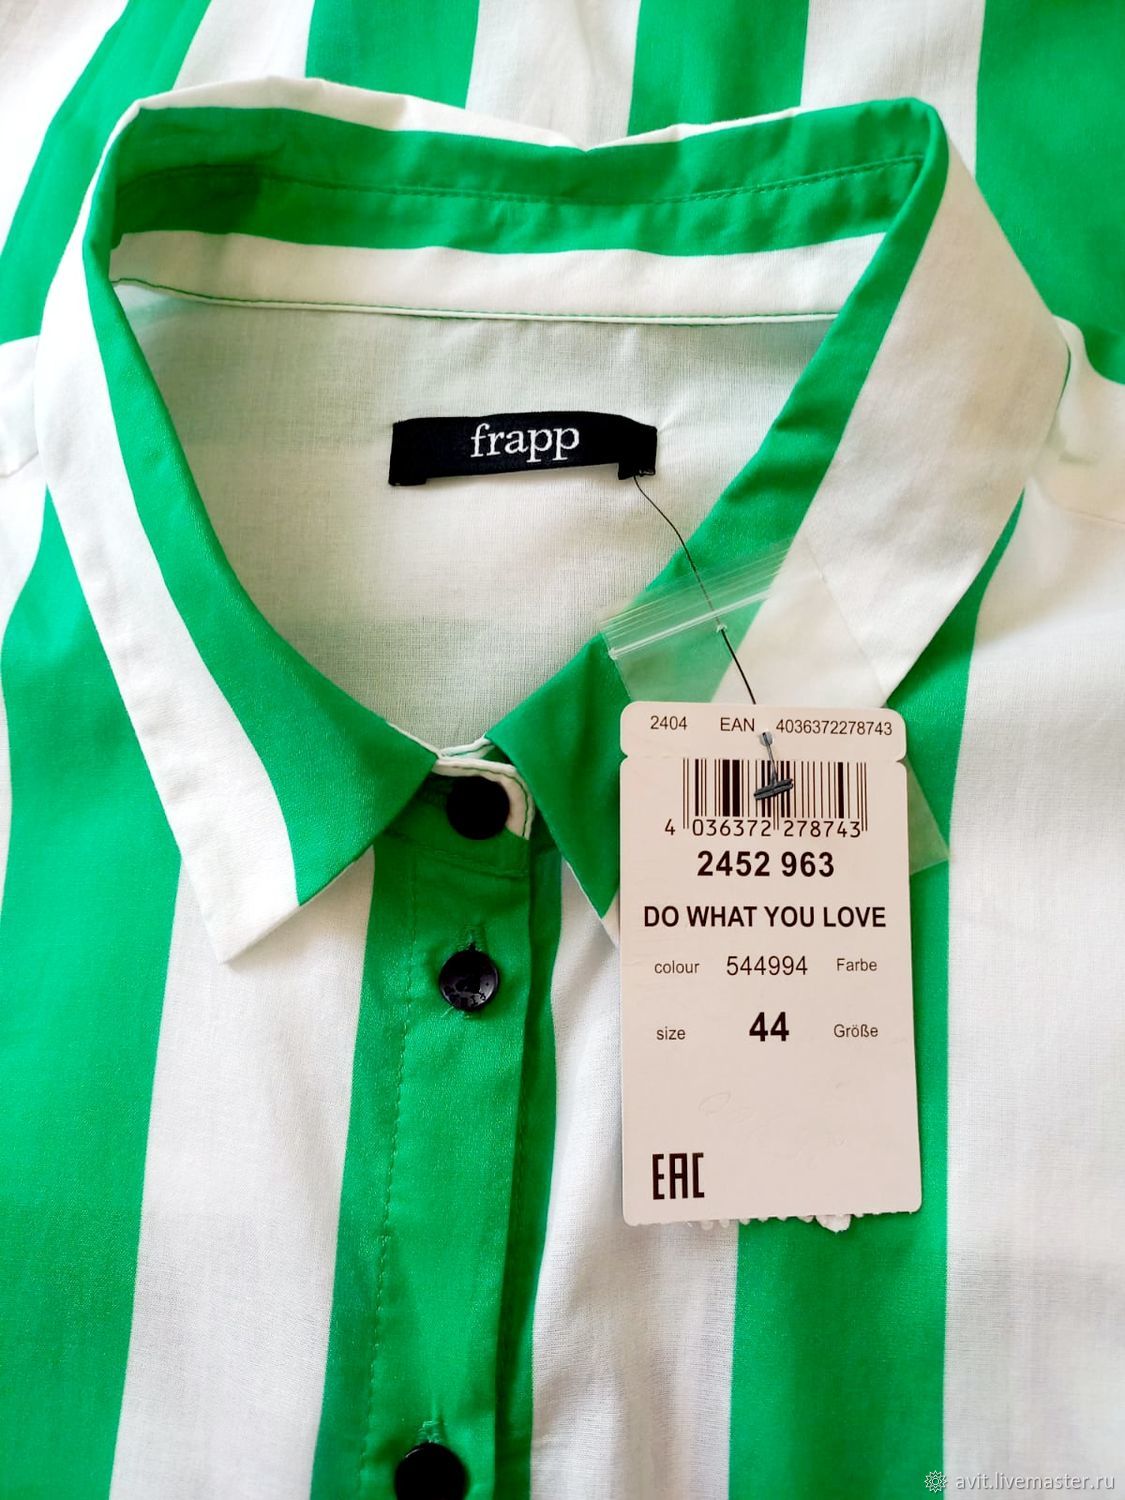 frapp
2404 EAN 4036372278743
4 036372 278743
2452 963
DO WHAT YOU LOVE
colour 544994 Farbe
size 44 Größe
EAC
avit.livemaster.ru